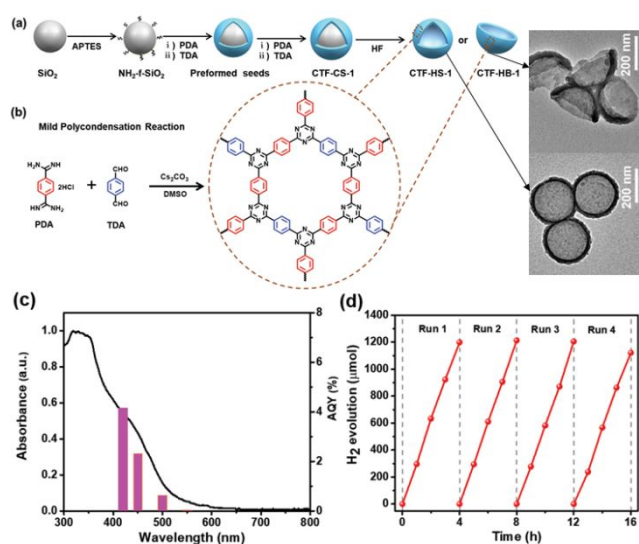 (a)
APTES
i ) PDA
ii ) TDA
i ) PDA
ii ) TDA
HF
or
SiO₂
NH₂-f-SiO₂
Preformed seeds
CTF-CS-1
CTF-HS-1
CTF-HB-1
200 nm
(b)
Mild Polycondensation Reaction
H₂N
NH
2HCl
HN
NH₂
PDA
+
CHO
CHO
TDA
Cs₂CO₃
DMSO
200 nm
(c)
Absorbance (a.u.)
1.0
0.8
0.6
0.4
0.2
0.0
300 400 500 600 700 800
Wavelength (nm)
8
6
4
2
0
AQY (%)
(d)
H₂ evolution (μmol)
1400
1200
1000
800
600
400
200
0
Run 1 Run 2 Run 3 Run 4
0 4 8 12 16
Time (h)